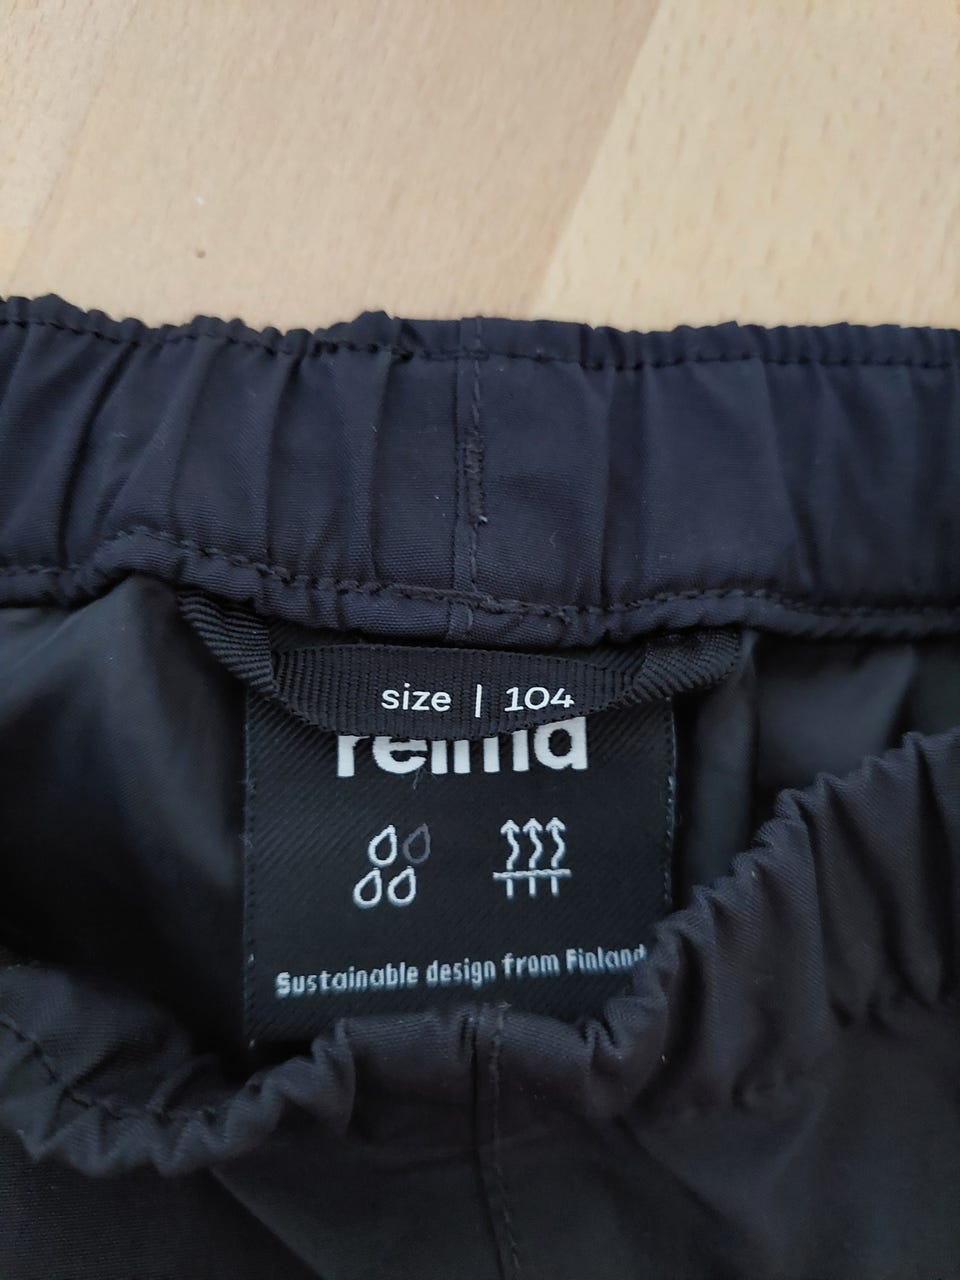 size | 104
reima
Sustainable design from Finland